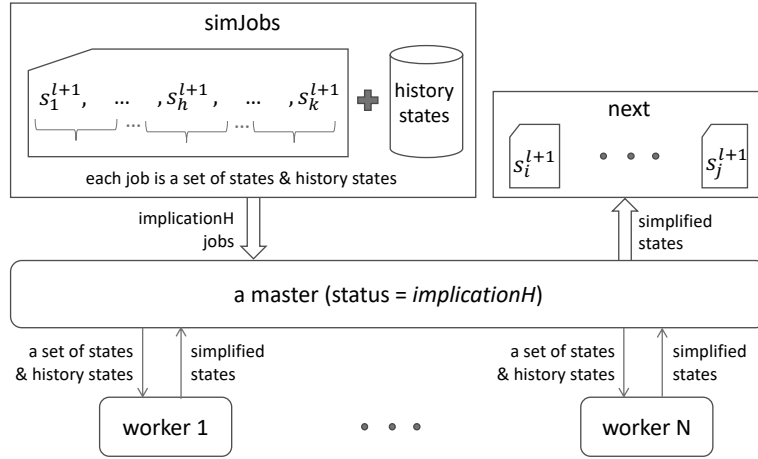 simJobs
s_1^{l+1}, ... , s_h^{l+1}, ... , s_k^{l+1}
... ...
history
states
each job is a set of states & history states
next
s_i^{l+1} • • • s_j^{l+1}
implicationH
jobs
simplified
states
a master (status = implicationH)
a set of states
& history states
simplified
states
a set of states
& history states
simplified
states
worker 1
• • •
worker N